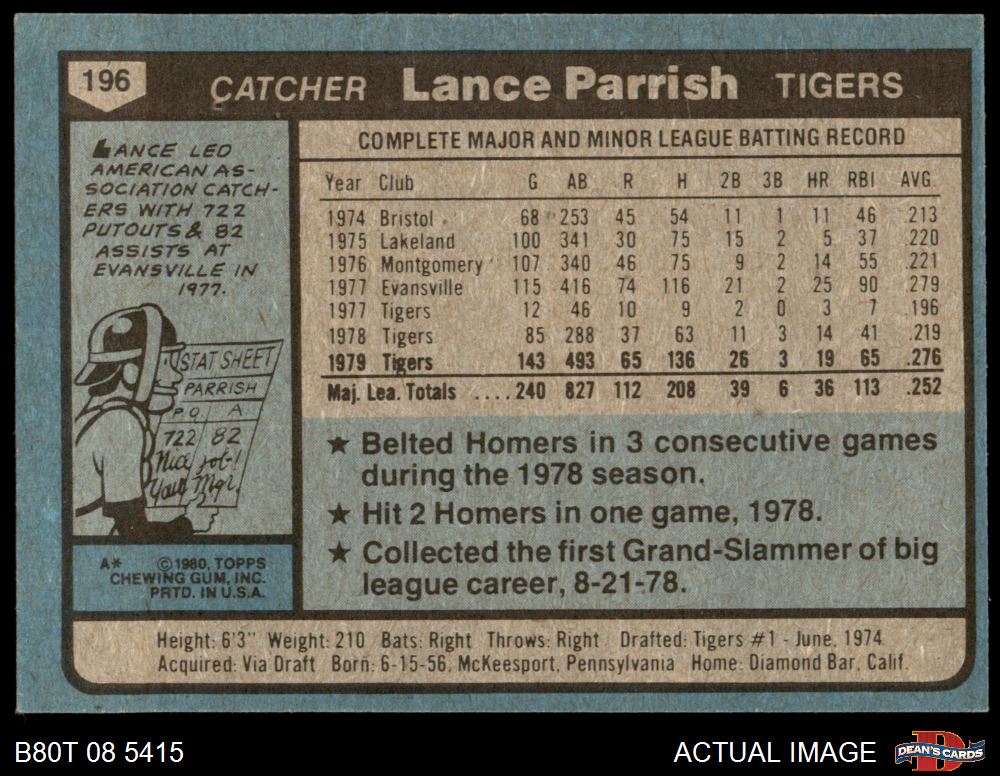 196 CATCHER Lance Parrish TIGERS
LANCE LED
AMERICAN AS-
SOCIATION CATCH-
ERS WITH 722
PUTOUTS & 82
ASSISTS AT
EVANSVILLE IN
1977.
STAT SHEET
PARRISH
P.O. A
722 82
Nice job!
Your Mgr.
A* ©1980, TOPPS
CHEWING GUM, INC.
PRTD. IN U.S.A.
COMPLETE MAJOR AND MINOR LEAGUE BATTING RECORD
Year Club G AB R H 2B 3B HR RBI AVG.
1974 Bristol 68 253 45 54 11 1 11 46 .213
1975 Lakeland 100 341 30 75 15 2 5 37 .220
1976 Montgomery 107 340 46 75 9 2 14 55 .221
1977 Evansville 115 416 74 116 21 2 25 90 .279
1977 Tigers 12 46 10 9 2 0 3 7 .196
1978 Tigers 85 288 37 63 11 3 14 41 .219
1979 Tigers 143 493 65 136 26 3 19 65 .276
Maj. Lea. Totals ....240 827 112 208 39 6 36 113 .252
★ Belted Homers in 3 consecutive games
during the 1978 season.
★ Hit 2 Homers in one game, 1978.
★ Collected the first Grand-Slammer of big
league career, 8-21-78.
Height: 6'3" Weight: 210 Bats: Right Throws: Right Drafted: Tigers #1 - June, 1974
Acquired: Via Draft Born: 6-15-56, McKeesport, Pennsylvania Home: Diamond Bar, Calif.
B80T 08 5415
ACTUAL IMAGE
DEAN'S CARDS